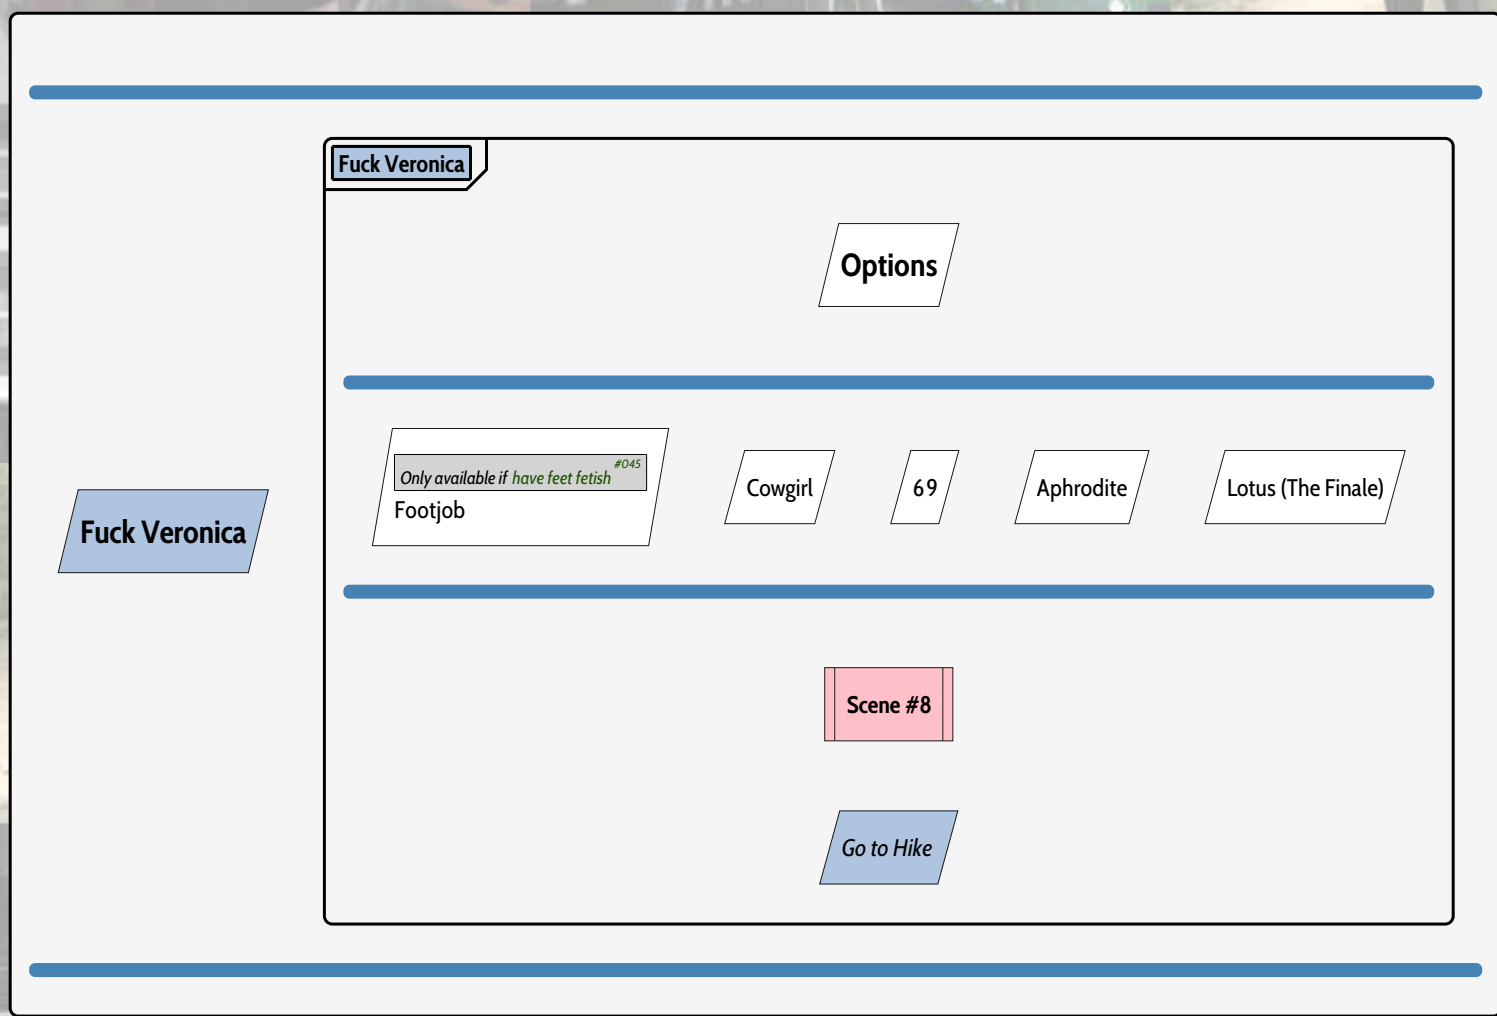 Fuck Veronica
Options
Only available if have feet fetish #045
Footjob
Cowgirl
69
Aphrodite
Lotus (The Finale)
Fuck Veronica
Scene #8
Go to Hike